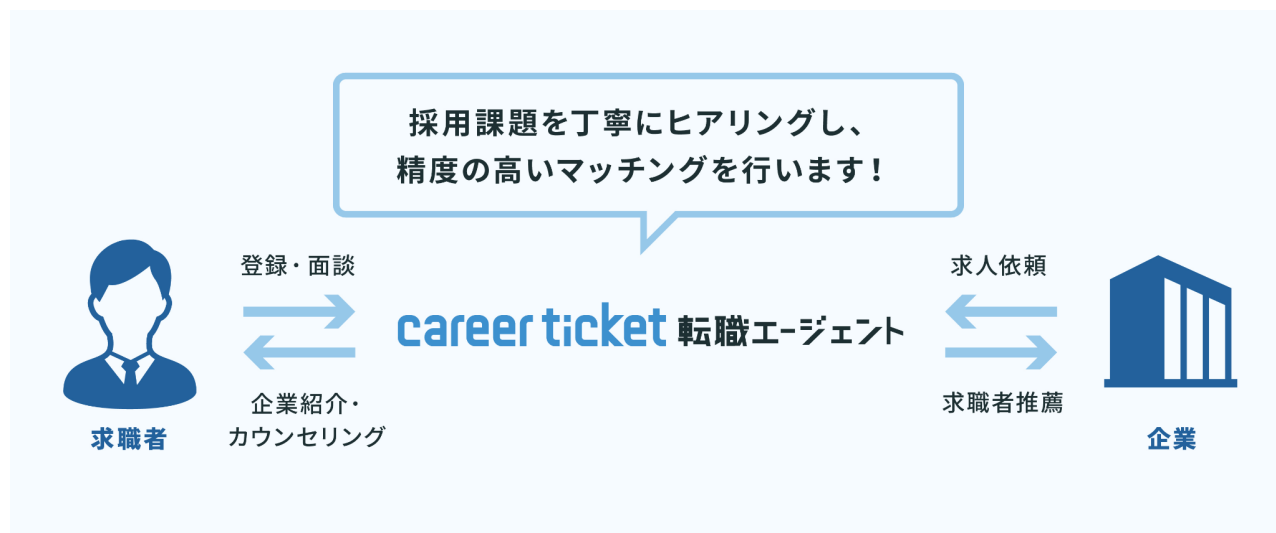 採用課題を丁寧にヒアリングし、
精度の高いマッチングを行います！
登録・面談
求人依頼
career ticket 転職エージェント
企業紹介・
カウンセリング
求職者推薦
求職者
企業